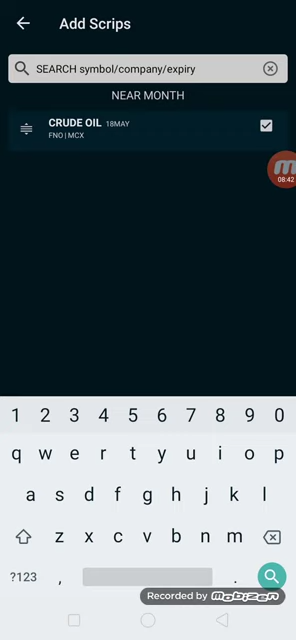 Add Scrips
SEARCH symbol/company/expiry
NEAR MONTH
CRUDE OIL 18MAY
FNO | MCX
08:42
1 2 3 4 5 6 7 8 9 0
q w e r t y u i o p
a s d f g h j k l
z x c v b n m
?123 , .
Recorded by MOBIZEN